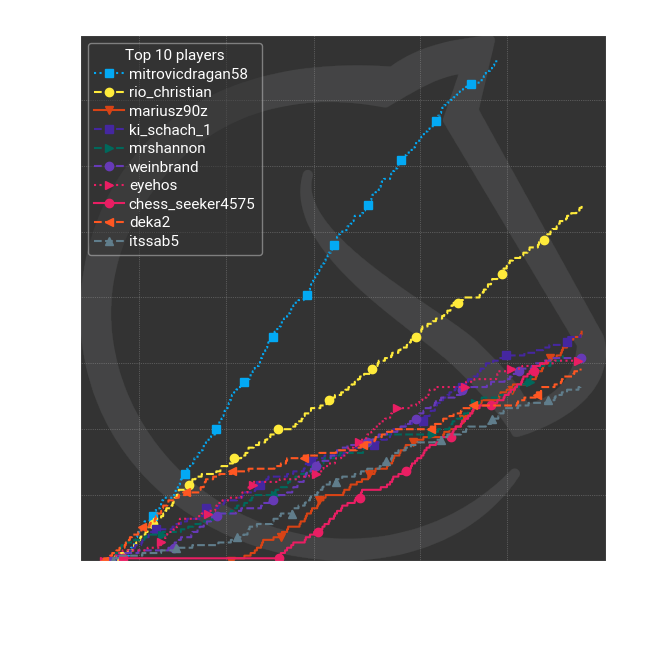 Top 10 players
mitrovicdragan58
rio_christian
mariusz90z
ki_schach_1
mrshannon
weinbrand
eyehos
chess_seeker4575
deka2
itssab5